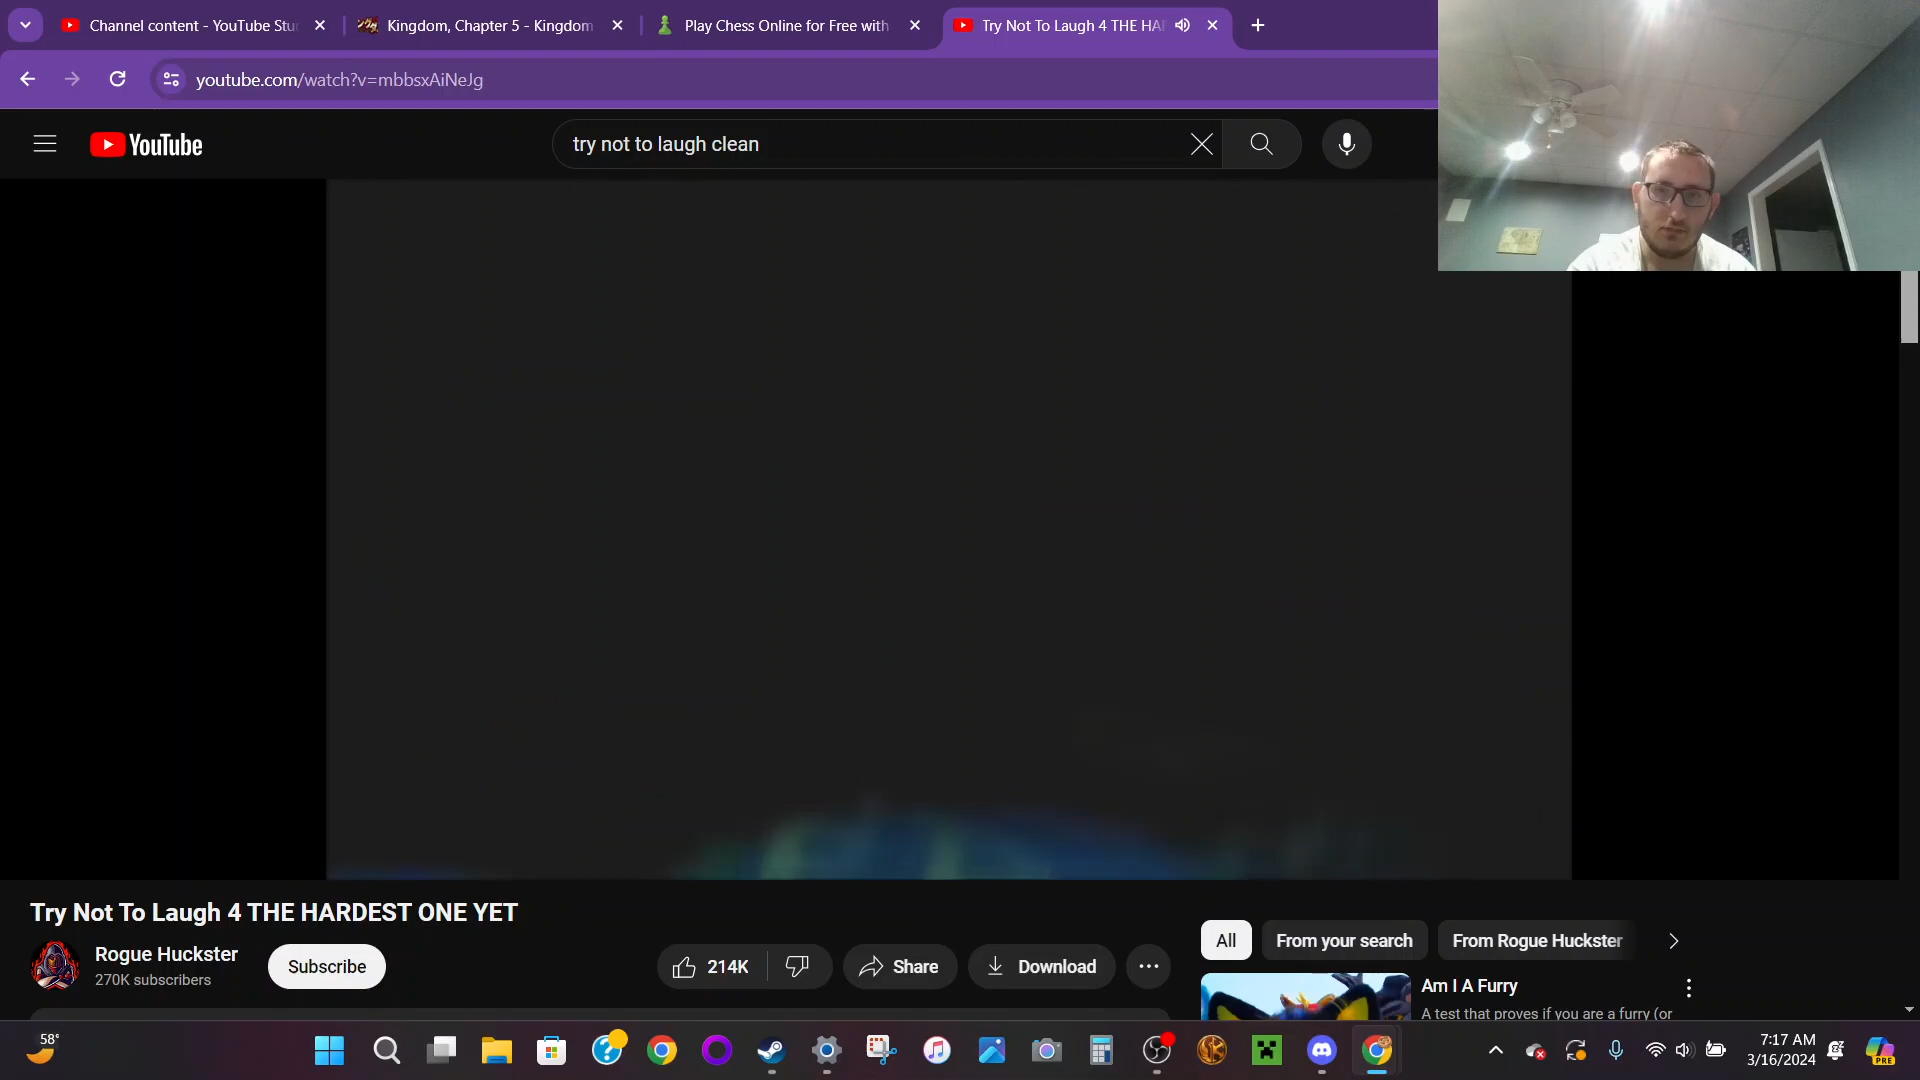 Channel content - YouTube Stu
Kingdom, Chapter 5 - Kingdom
Play Chess Online for Free with
Try Not To Laugh 4 THE HA
youtube.com/watch?v=mbbsxAiNeJg
YouTube
try not to laugh clean
Try Not To Laugh 4 THE HARDEST ONE YET
Rogue Huckster
270K subscribers
Subscribe
214K
Share
Download
All
From your search
From Rogue Huckster
Am I A Furry
A test that proves if you are a furry (or
58°
7:17 AM
3/16/2024
PRE